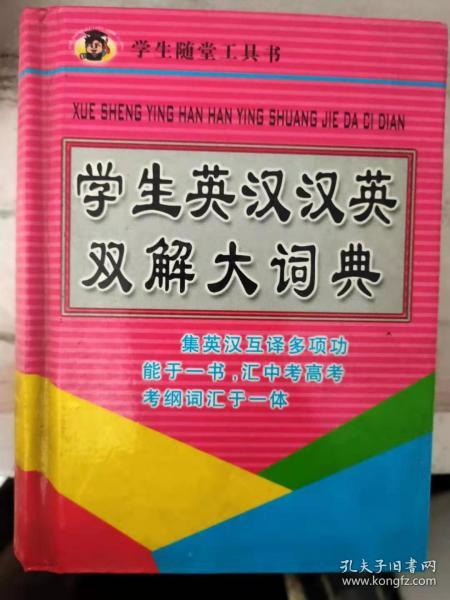 学生随堂工具书
XUE SHENG YING HAN HAN YING SHUANG JIE DA CI DIAN
学生英汉汉英
双解大词典
集英汉互译多项功
能于一书，汇中考高考
考纲词汇于一体
孔夫子旧书网
www.kongfz.com